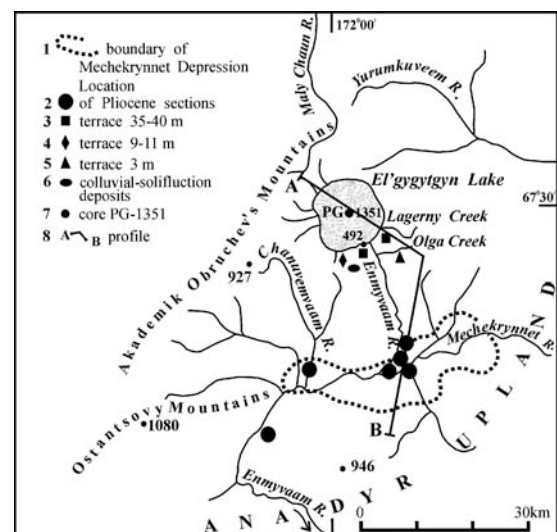 172°00'
1 boundary of
Mechekrynnet Depression
Location
2 of Pliocene sections
3 terrace 35-40 m
4 terrace 9-11 m
5 terrace 3 m
6 colluvial-solifluction
deposits
7 core PG-1351
8 A B profile
Maly Chaun R.
Yurumkuveem R.
Akademik Obruchev's Mountains
A
El'gygytgyn Lake
67°30'
PG 1351
Lagerny Creek
492
Olga Creek
927
Chanuvemvaam R.
Enmyvaam R.
Mechekrynnet R.
Ostantsovy Mountains
1080
B
946
Enmyvaam R.
ANADYR UPLAND
0 30km